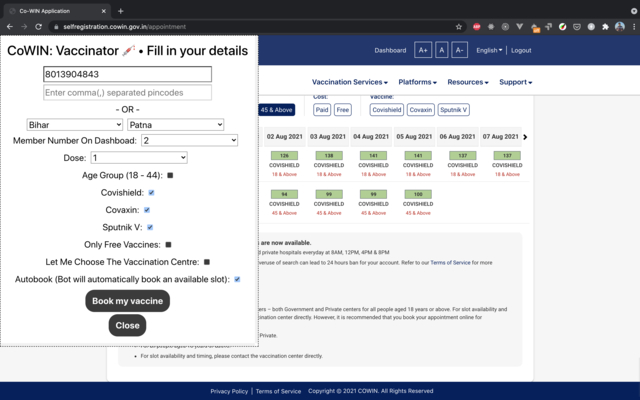 Co-WIN Application
selfregistration.cowin.gov.in/appointment
CoWIN: Vaccinator 💉 • Fill in your details
8013904843
Enter comma(,) separated pincodes
- OR -
Bihar
Patna
Member Number On Dashboad: 2
Dose: 1
Age Group (18 - 44):
Covishield:
Covaxin:
Sputnik V:
Only Free Vaccines:
Let Me Choose The Vaccination Centre:
Autobook (Bot will automatically book an available slot):
Book my vaccine
Close
Dashboard A+ A A- English Logout
Vaccination Services Platforms Resources Support
Cost: Vaccine:
45 & Above Paid Free Covishield Covaxin Sputnik V
02 Aug 2021 03 Aug 2021 04 Aug 2021 05 Aug 2021 06 Aug 2021 07 Aug 2021
126 138 141 141 137 137
COVISHIELD COVISHIELD COVISHIELD COVISHIELD COVISHIELD COVISHIELD
18 & Above 18 & Above 18 & Above 18 & Above 18 & Above 18 & Above
94 99 99 100
COVISHIELD COVISHIELD COVISHIELD COVISHIELD
45 & Above 45 & Above 45 & Above 45 & Above
are now available.
private hospitals everyday at 8AM, 12PM, 4PM & 8PM
of search can lead to 24 hours ban for your account. Refer to our Terms of Service for more
– both Government and Private centers for all people aged 18 years or above. For slot availability and
center directly. However, it is recommended that you book your appointment online for
Private.
• For slot availability and timing, please contact the vaccination center directly.
Privacy Policy | Terms of Service Copyright © 2021 COWIN. All Rights Reserved